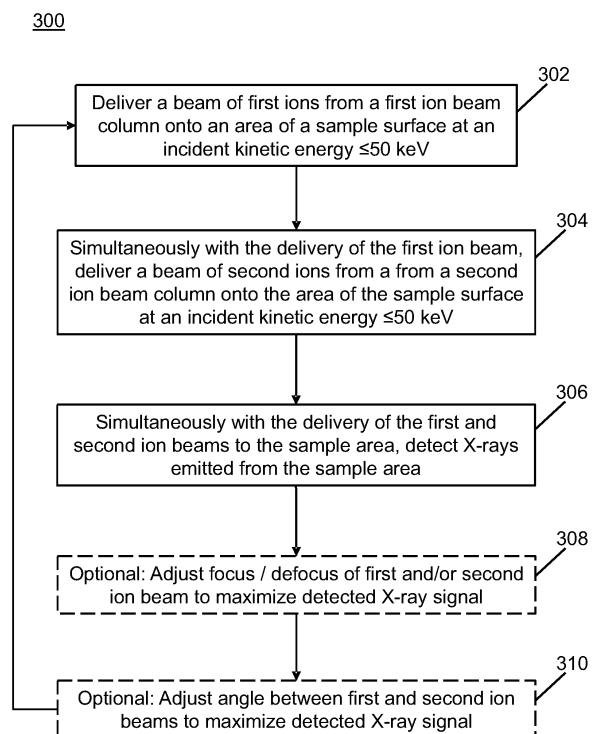 300
302
Deliver a beam of first ions from a first ion beam
column onto an area of a sample surface at an
incident kinetic energy ≤50 keV
304
Simultaneously with the delivery of the first ion beam,
deliver a beam of second ions from a from a second
ion beam column onto the area of the sample surface
at an incident kinetic energy ≤50 keV
306
Simultaneously with the delivery of the first and
second ion beams to the sample area, detect X-rays
emitted from the sample area
308
Optional: Adjust focus / defocus of first and/or second
ion beam to maximize detected X-ray signal
310
Optional: Adjust angle between first and second ion
beams to maximize detected X-ray signal